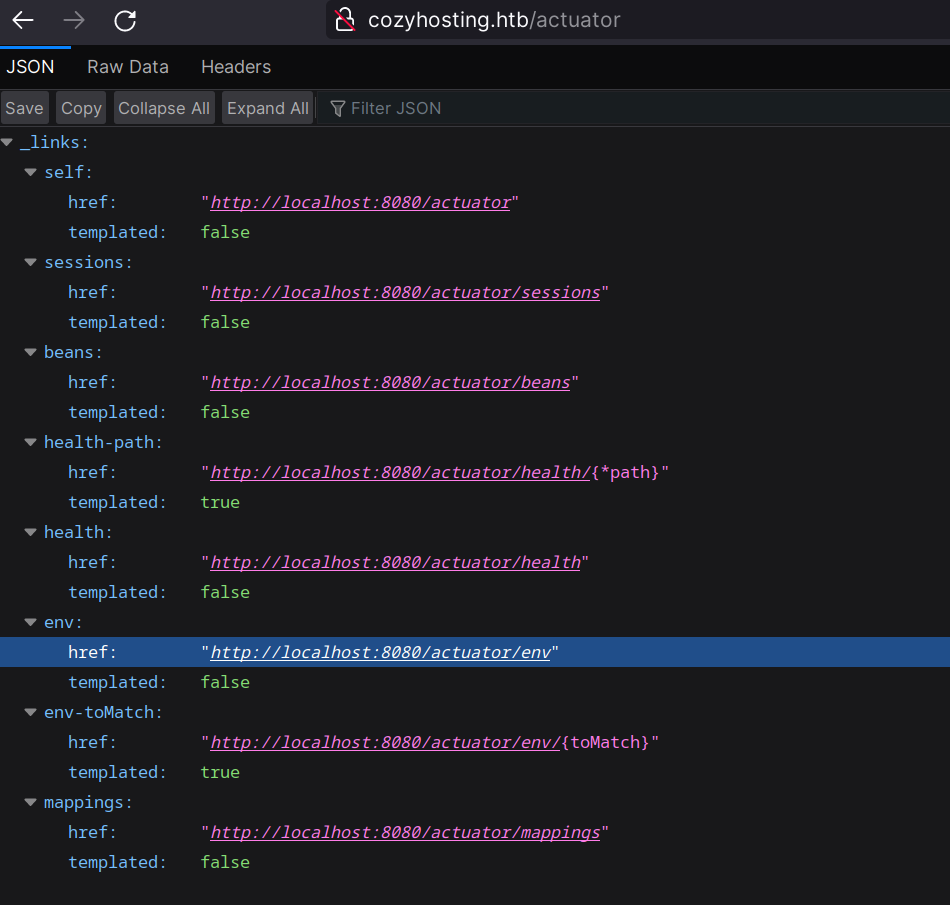 cozyhosting.htb/actuator
JSON Raw Data Headers
Save Copy Collapse All Expand All Filter JSON
_links:
self:
href: "http://localhost:8080/actuator"
templated: false
sessions:
href: "http://localhost:8080/actuator/sessions"
templated: false
beans:
href: "http://localhost:8080/actuator/beans"
templated: false
health-path:
href: "http://localhost:8080/actuator/health/{*path}"
templated: true
health:
href: "http://localhost:8080/actuator/health"
templated: false
env:
href: "http://localhost:8080/actuator/env"
templated: false
env-toMatch:
href: "http://localhost:8080/actuator/env/{toMatch}"
templated: true
mappings:
href: "http://localhost:8080/actuator/mappings"
templated: false